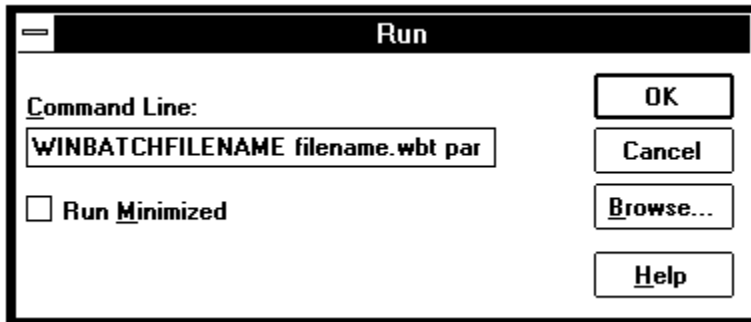 Run
Command Line:
WINBATCHFILENAME filename.wbt par
Run Minimized
OK
Cancel
Browse...
Help